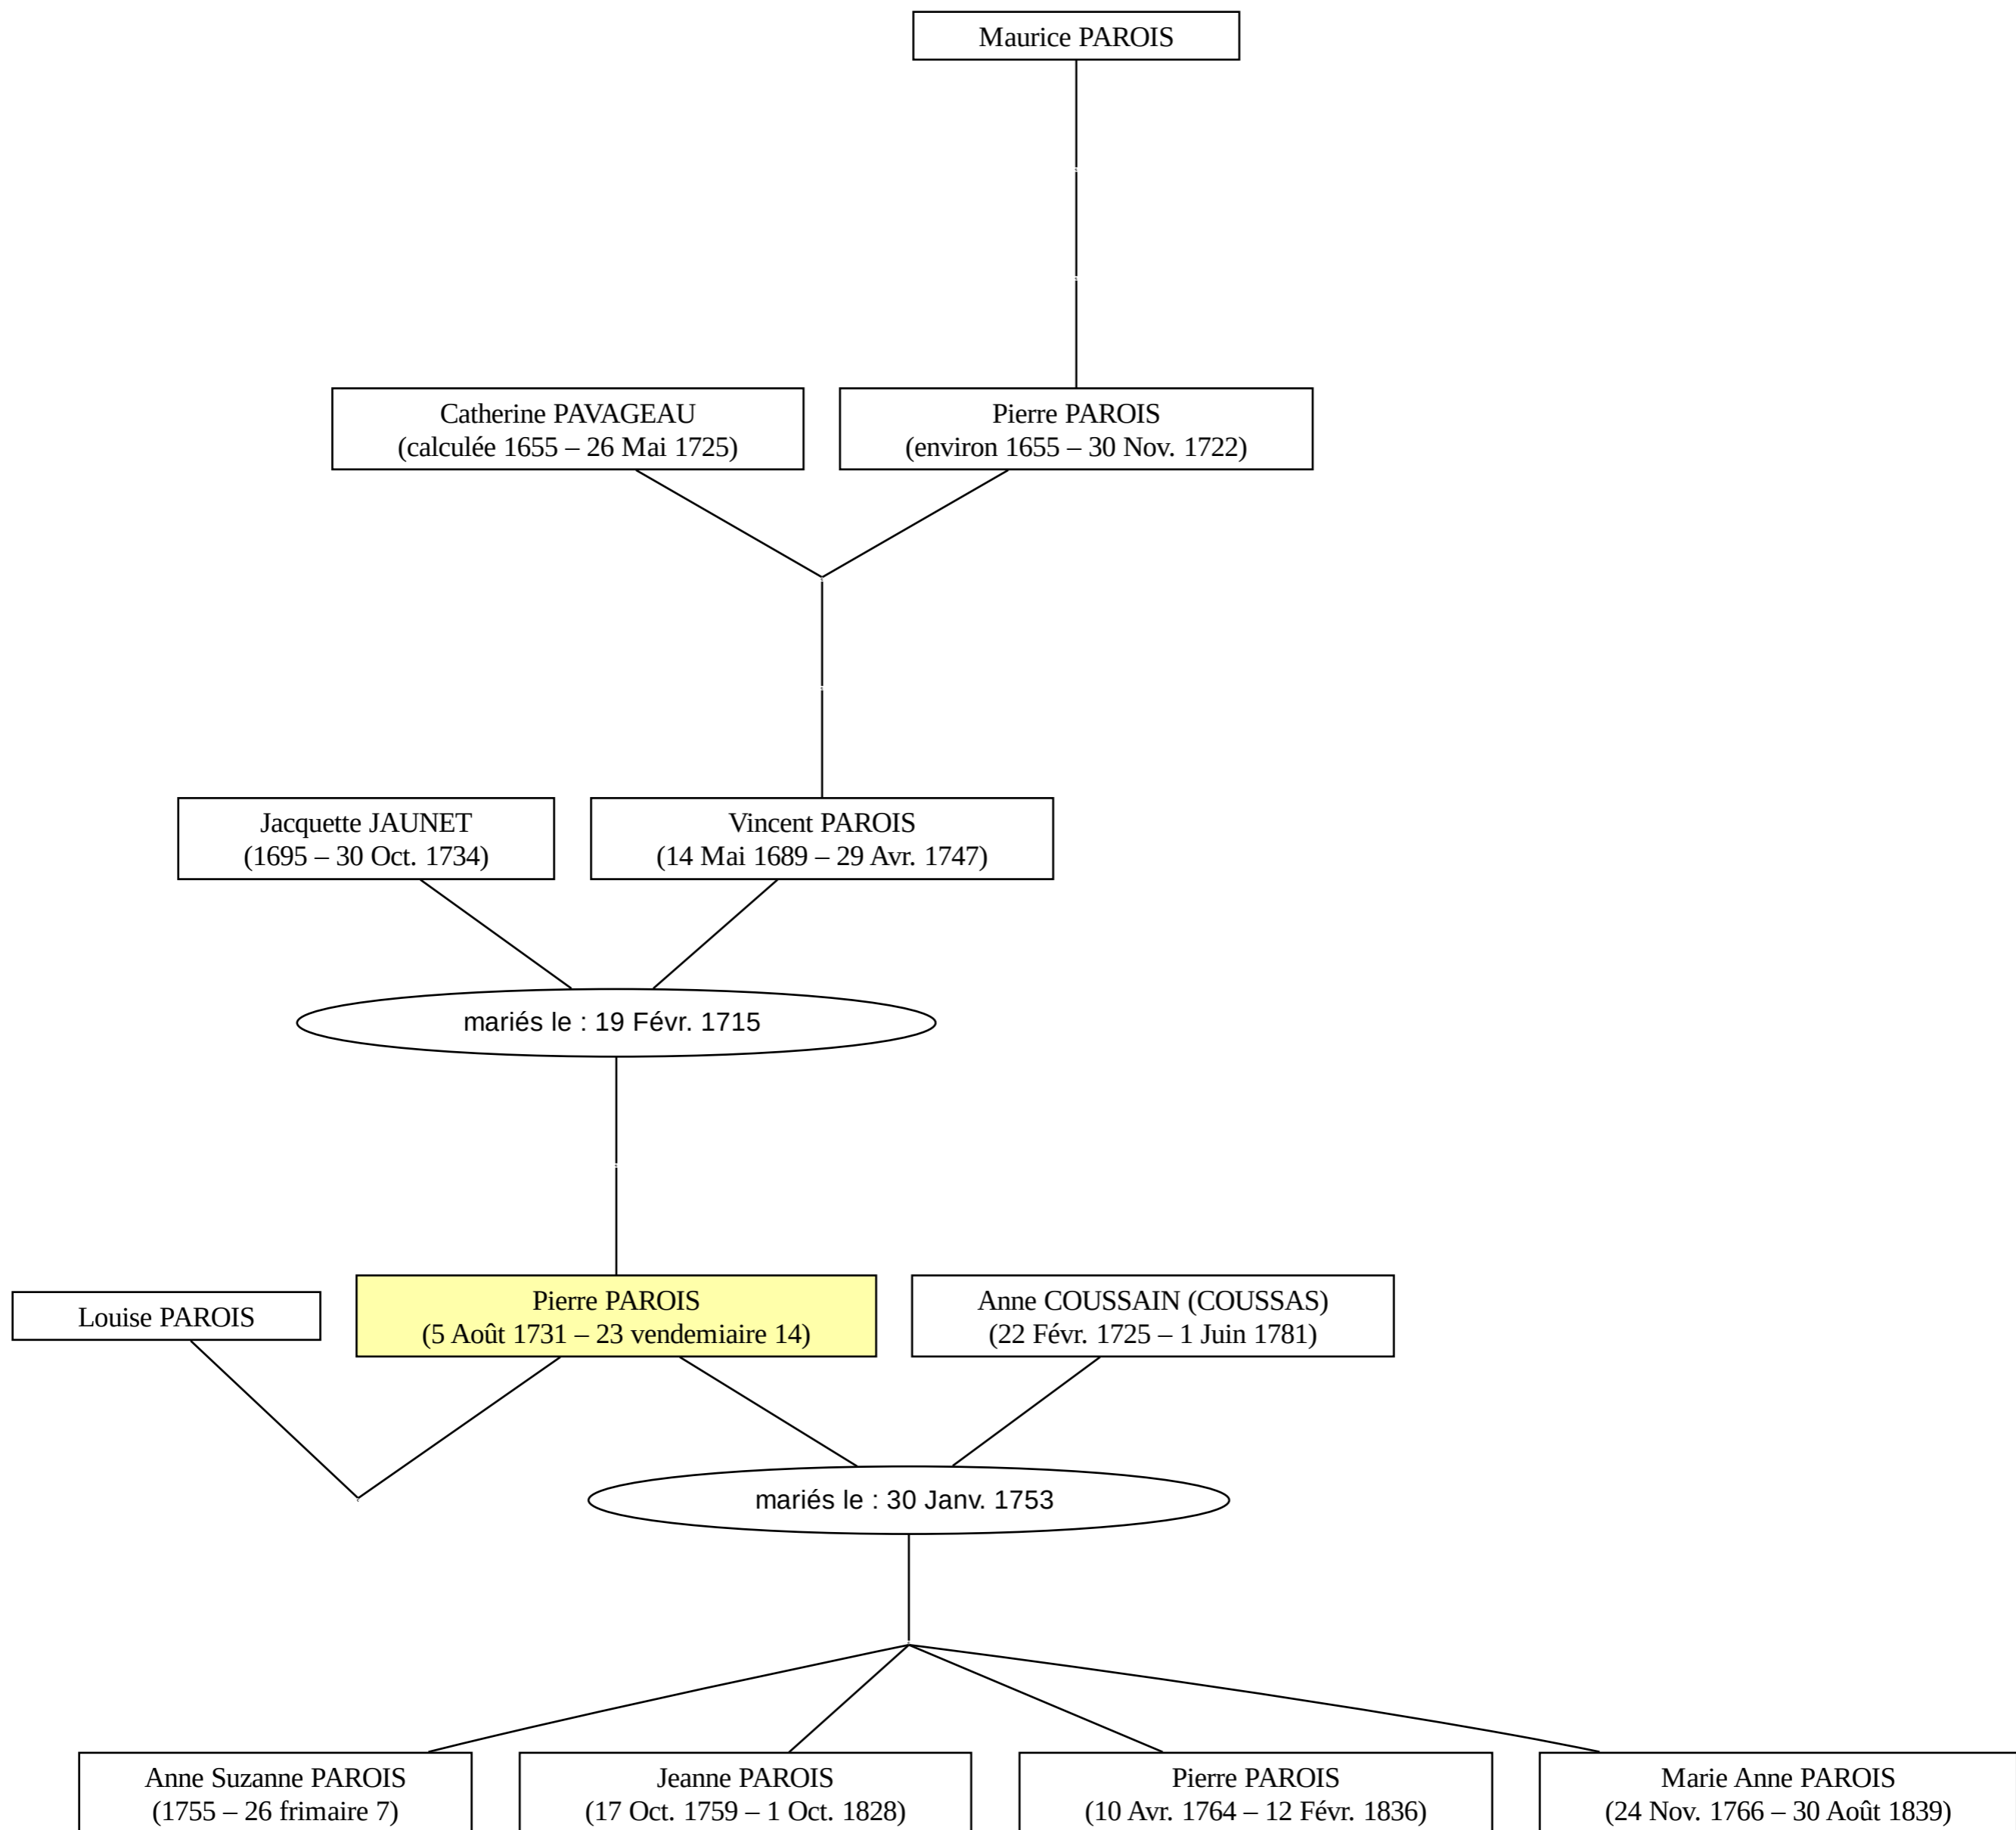 Maurice PAROIS
Catherine PAVAGEAU
(calculée 1655 – 26 Mai 1725)
Pierre PAROIS
(environ 1655 – 30 Nov. 1722)
Jacquette JAUNET
(1695 – 30 Oct. 1734)
Vincent PAROIS
(14 Mai 1689 – 29 Avr. 1747)
mariés le : 19 Févr. 1715
Louise PAROIS
Pierre PAROIS
(5 Août 1731 – 23 vendemiaire 14)
Anne COUSSAIN (COUSSAS)
(22 Févr. 1725 – 1 Juin 1781)
mariés le : 30 Janv. 1753
Anne Suzanne PAROIS
(1755 – 26 frimaire 7)
Jeanne PAROIS
(17 Oct. 1759 – 1 Oct. 1828)
Pierre PAROIS
(10 Avr. 1764 – 12 Févr. 1836)
Marie Anne PAROIS
(24 Nov. 1766 – 30 Août 1839)